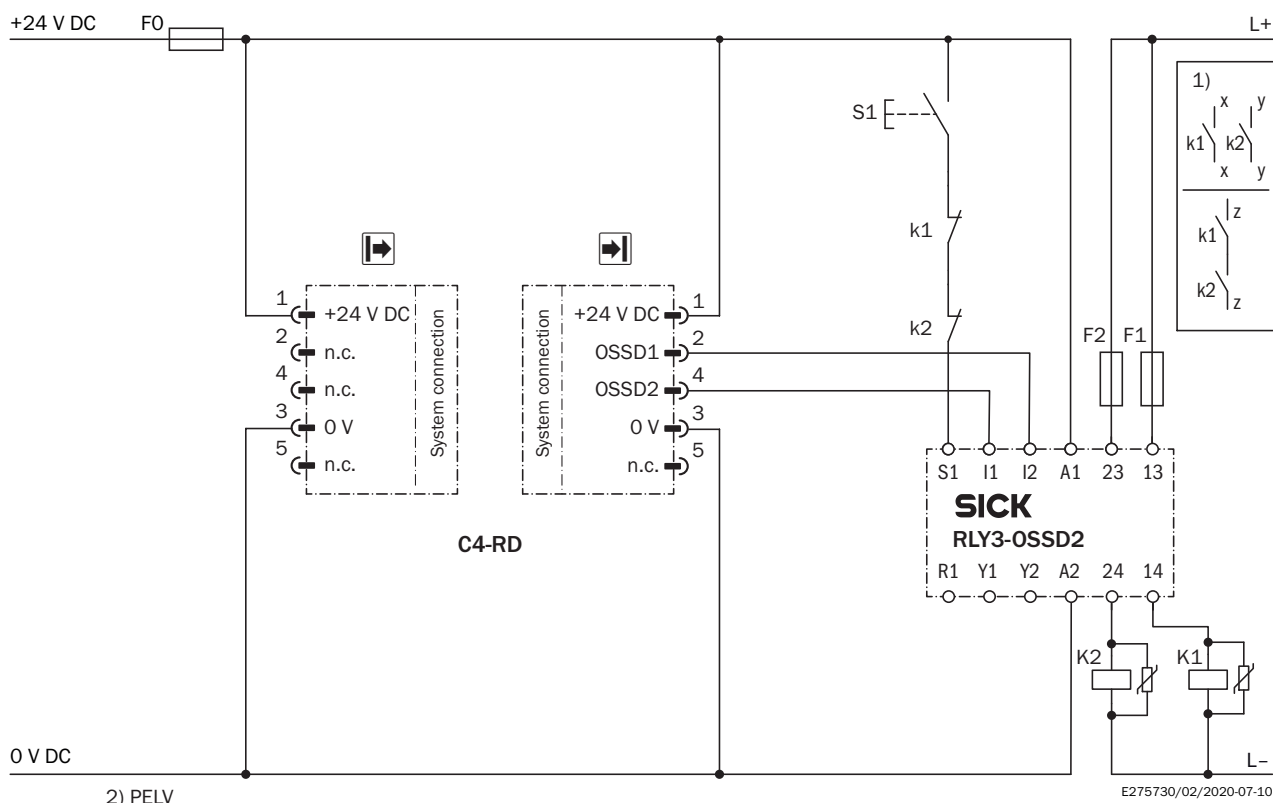 +24 V DC F0 L+
1)
x y
k1 k2
x y
z
k1
k2
z
S1
k1
k2
F2 F1
1 +24 V DC
2 n.c.
4 n.c.
3 0 V
5 n.c.
System connection
System connection
+24 V DC 1
OSSD1 2
OSSD2 4
0 V 3
n.c. 5
C4-RD
S1 I1 I2 A1 23 13
SICK
RLY3-OSSD2
R1 Y1 Y2 A2 24 14
K2 K1
0 V DC L–
2) PELV
E275730/02/2020-07-10